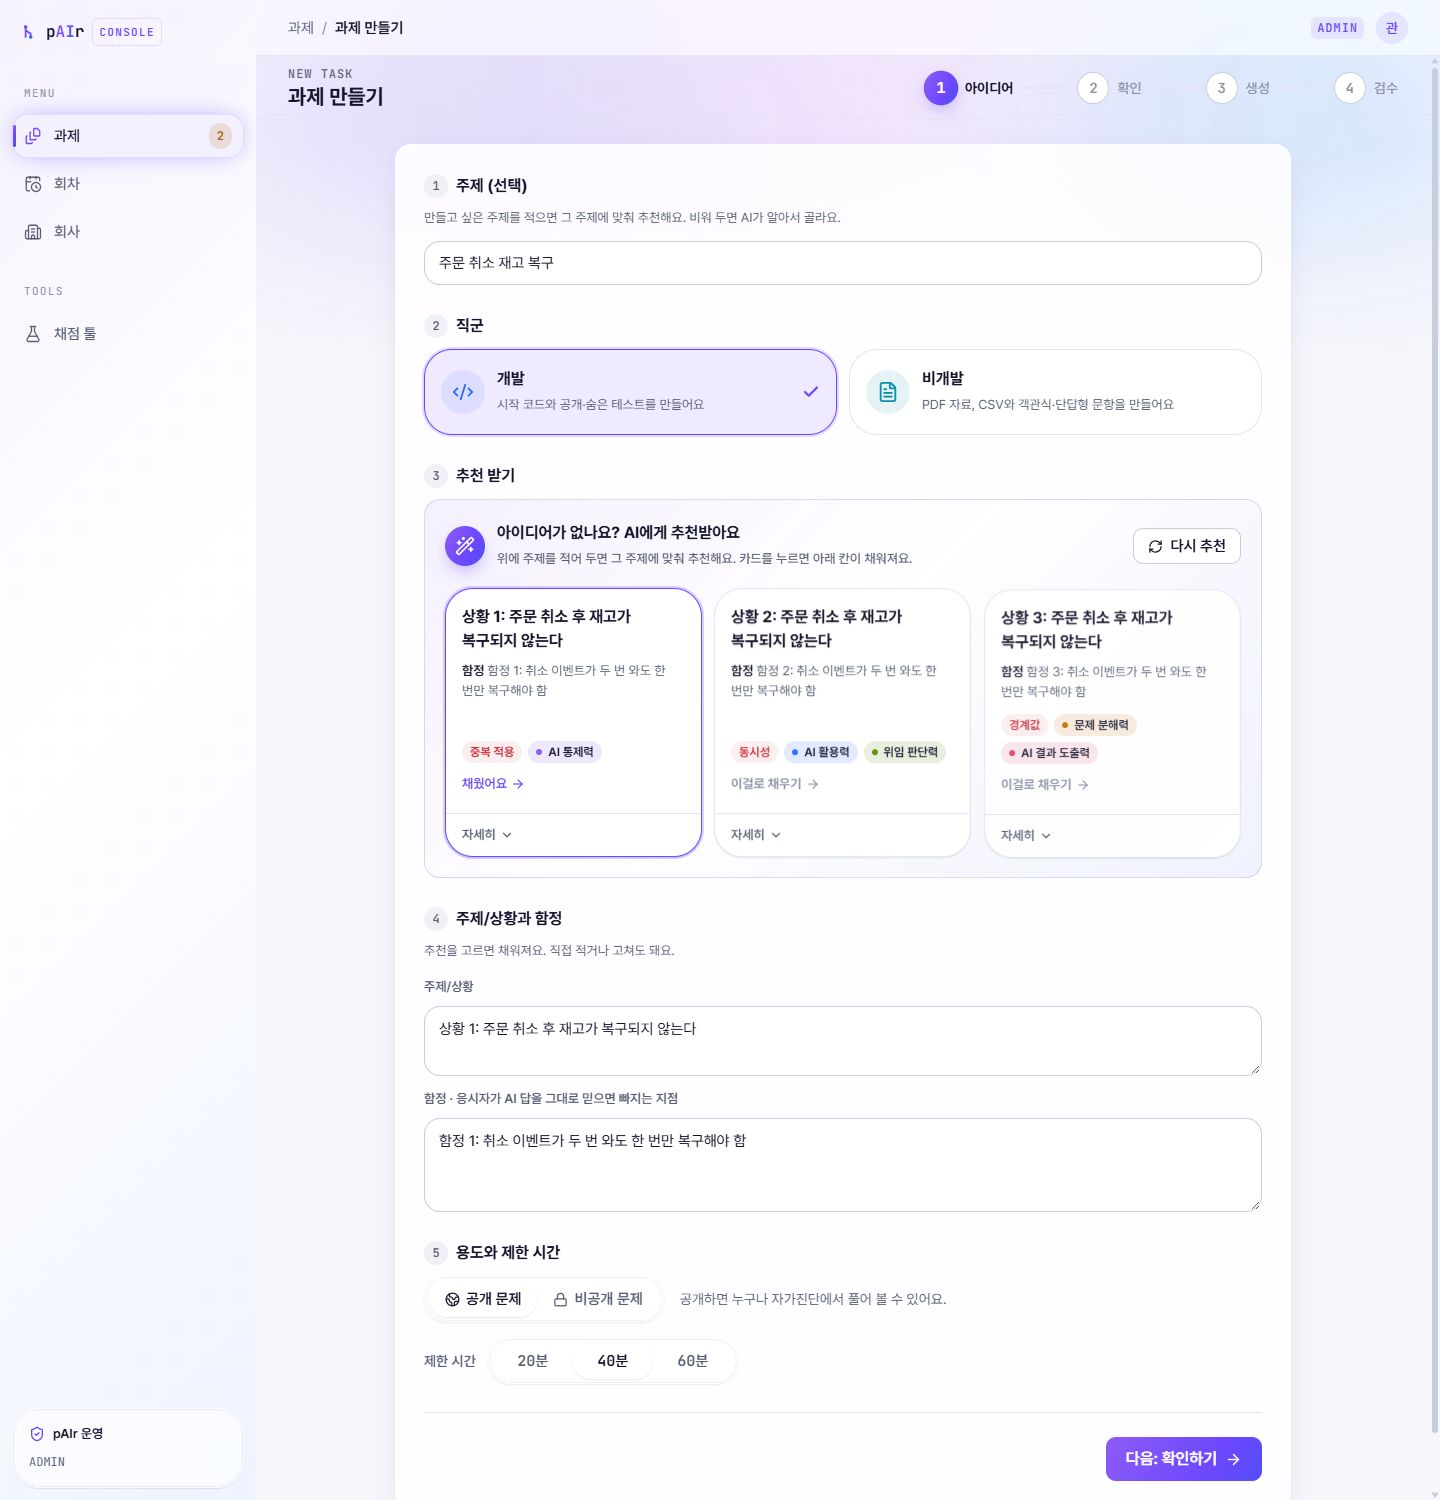 pAIr CONSOLE
MENU
과제 2
회차
회사
TOOLS
채점 툴
pAIr 운영
ADMIN
과제 / 과제 만들기
ADMIN 관
NEW TASK
과제 만들기
1 아이디어 2 확인 3 생성 4 검수
1 주제 (선택)
만들고 싶은 주제를 적으면 그 주제에 맞춰 추천해요. 비워 두면 AI가 알아서 골라요.
주문 취소 재고 복구
2 직군
개발
시작 코드와 공개·숨은 테스트를 만들어요
비개발
PDF 자료, CSV와 객관식·단답형 문항을 만들어요
3 추천 받기
아이디어가 없나요? AI에게 추천받아요
위에 주제를 적어 두면 그 주제에 맞춰 추천해요. 카드를 누르면 아래 칸이 채워져요.
다시 추천
상황 1: 주문 취소 후 재고가
복구되지 않는다
함정 함정 1: 취소 이벤트가 두 번 와도 한
번만 복구해야 함
중복 적용 AI 통제력
채웠어요
자세히
상황 2: 주문 취소 후 재고가
복구되지 않는다
함정 함정 2: 취소 이벤트가 두 번 와도 한
번만 복구해야 함
동시성 AI 활용력 위임 판단력
이걸로 채우기
자세히
상황 3: 주문 취소 후 재고가
복구되지 않는다
함정 함정 3: 취소 이벤트가 두 번 와도 한
번만 복구해야 함
경계값 문제 분해력
AI 결과 도출력
이걸로 채우기
자세히
4 주제/상황과 함정
추천을 고르면 채워져요. 직접 적거나 고쳐도 돼요.
주제/상황
상황 1: 주문 취소 후 재고가 복구되지 않는다
함정 · 응시자가 AI 답을 그대로 믿으면 빠지는 지점
함정 1: 취소 이벤트가 두 번 와도 한 번만 복구해야 함
5 용도와 제한 시간
공개 문제 비공개 문제 공개하면 누구나 자가진단에서 풀어 볼 수 있어요.
제한 시간 20분 40분 60분
다음: 확인하기